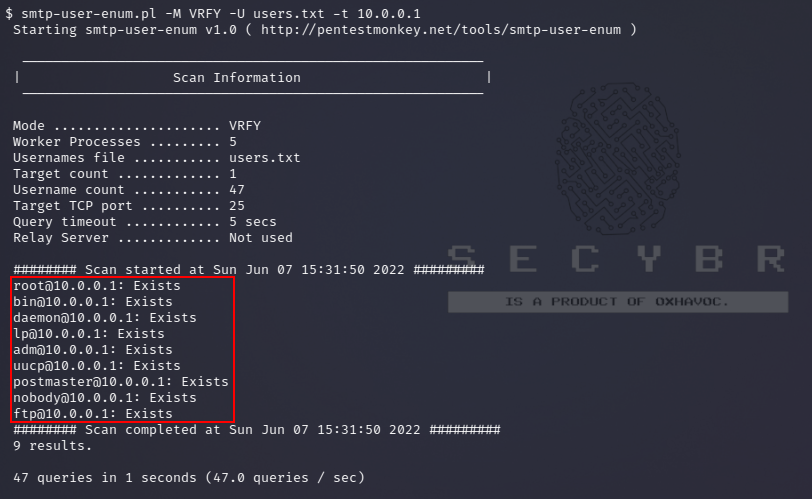 $ smtp-user-enum.pl -M VRFY -U users.txt -t 10.0.0.1
Starting smtp-user-enum v1.0 ( http://pentestmonkey.net/tools/smtp-user-enum )
| Scan Information |
Mode ..................... VRFY
Worker Processes ......... 5
Usernames file ........... users.txt
Target count ............. 1
Username count ........... 47
Target TCP port .......... 25
Query timeout ............ 5 secs
Relay Server ............. Not used
######## Scan started at Sun Jun 07 15:31:50 2022 #########
root@10.0.0.1: Exists
bin@10.0.0.1: Exists
daemon@10.0.0.1: Exists
lp@10.0.0.1: Exists
adm@10.0.0.1: Exists
uucp@10.0.0.1: Exists
postmaster@10.0.0.1: Exists
nobody@10.0.0.1: Exists
ftp@10.0.0.1: Exists
######## Scan completed at Sun Jun 07 15:31:50 2022 #########
9 results.
47 queries in 1 seconds (47.0 queries / sec)
SECYBR
IS A PRODUCT OF 0XHAVOC.